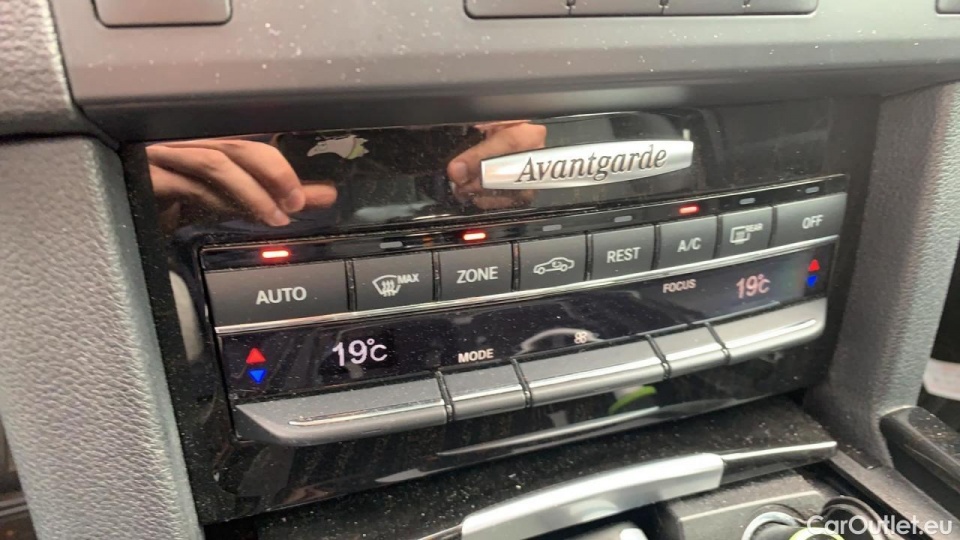 Avantgarde
AUTO MAX ZONE REST A/C REAR OFF
19°C MODE FOCUS 19°C
CarOutlet.eu